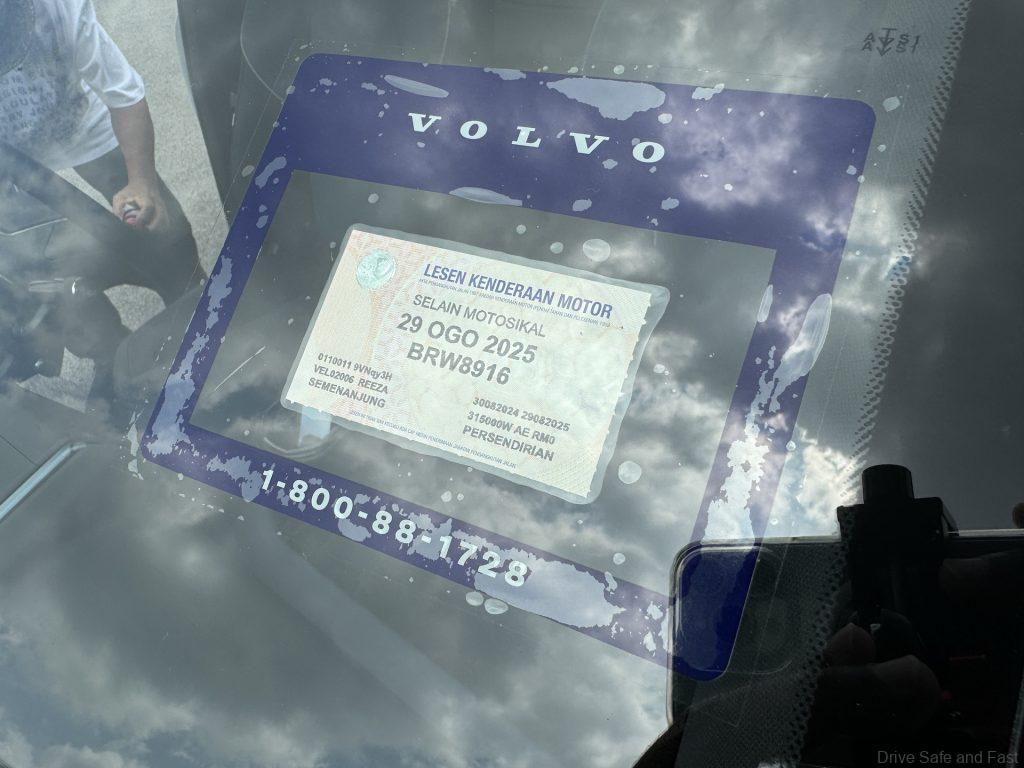 VOLVO
LESEN KENDERAAN MOTOR
SELAIN MOTOSIKAL
29 OGO 2025
BRW8916
0110011 9VNqy3H
VEL02006 REEZA
SEMENANJUNG
30082024 29082025
315000W AE RM0
PERSENDIRIAN
1-800-88-1728
Drive Safe and Fast